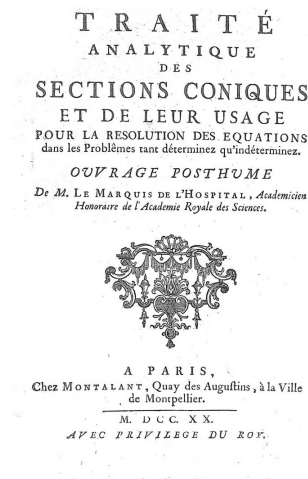 TRAITÉ
ANALYTIQUE
DES
SECTIONS CONIQUES
ET DE LEUR USAGE
POUR LA RESOLUTION DES EQUATIONS
dans les Problêmes tant déterminez qu'indéterminez.
OUVRAGE POSTHUME
De M. LE MARQUIS DE L'HOSPITAL, Academicien
Honoraire de l'Academie Royale des Sciences.
A PARIS,
Chez MONTALANT, Quay des Augustins, à la Ville
de Montpellier.
M. DCC. XX.
AVEC PRIVILEGE DU ROY.